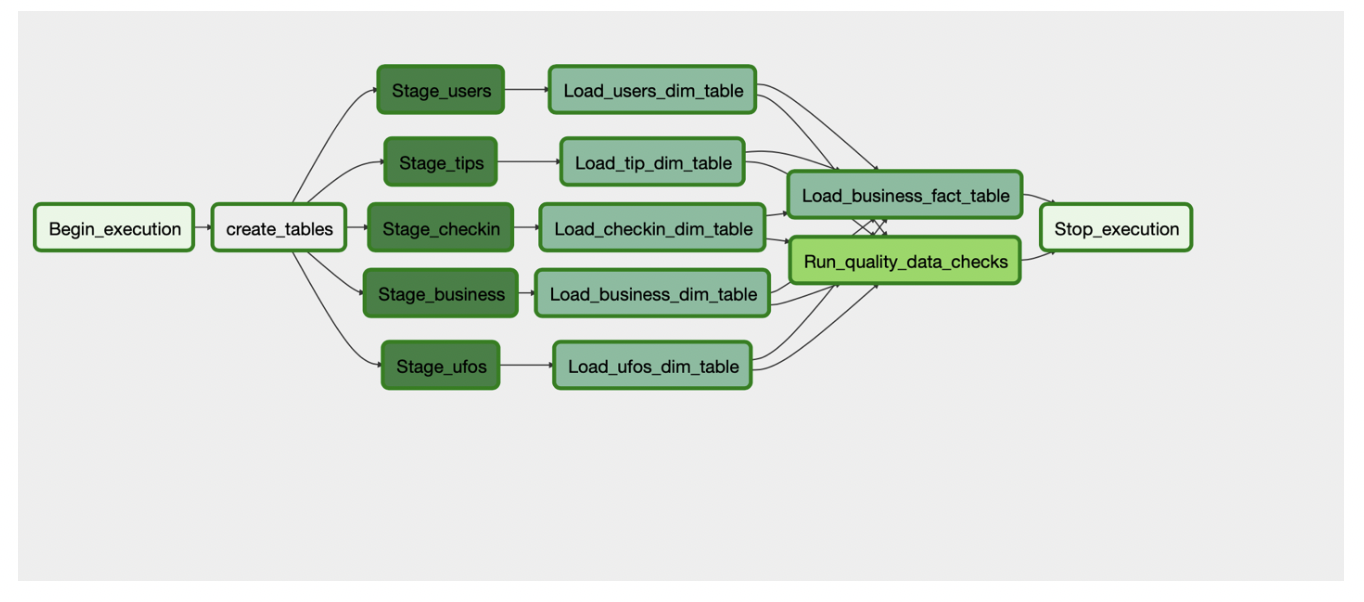 Begin_execution
create_tables
Stage_users
Stage_tips
Stage_checkin
Stage_business
Stage_ufos
Load_users_dim_table
Load_tip_dim_table
Load_checkin_dim_table
Load_business_dim_table
Load_ufos_dim_table
Load_business_fact_table
Run_quality_data_checks
Stop_execution